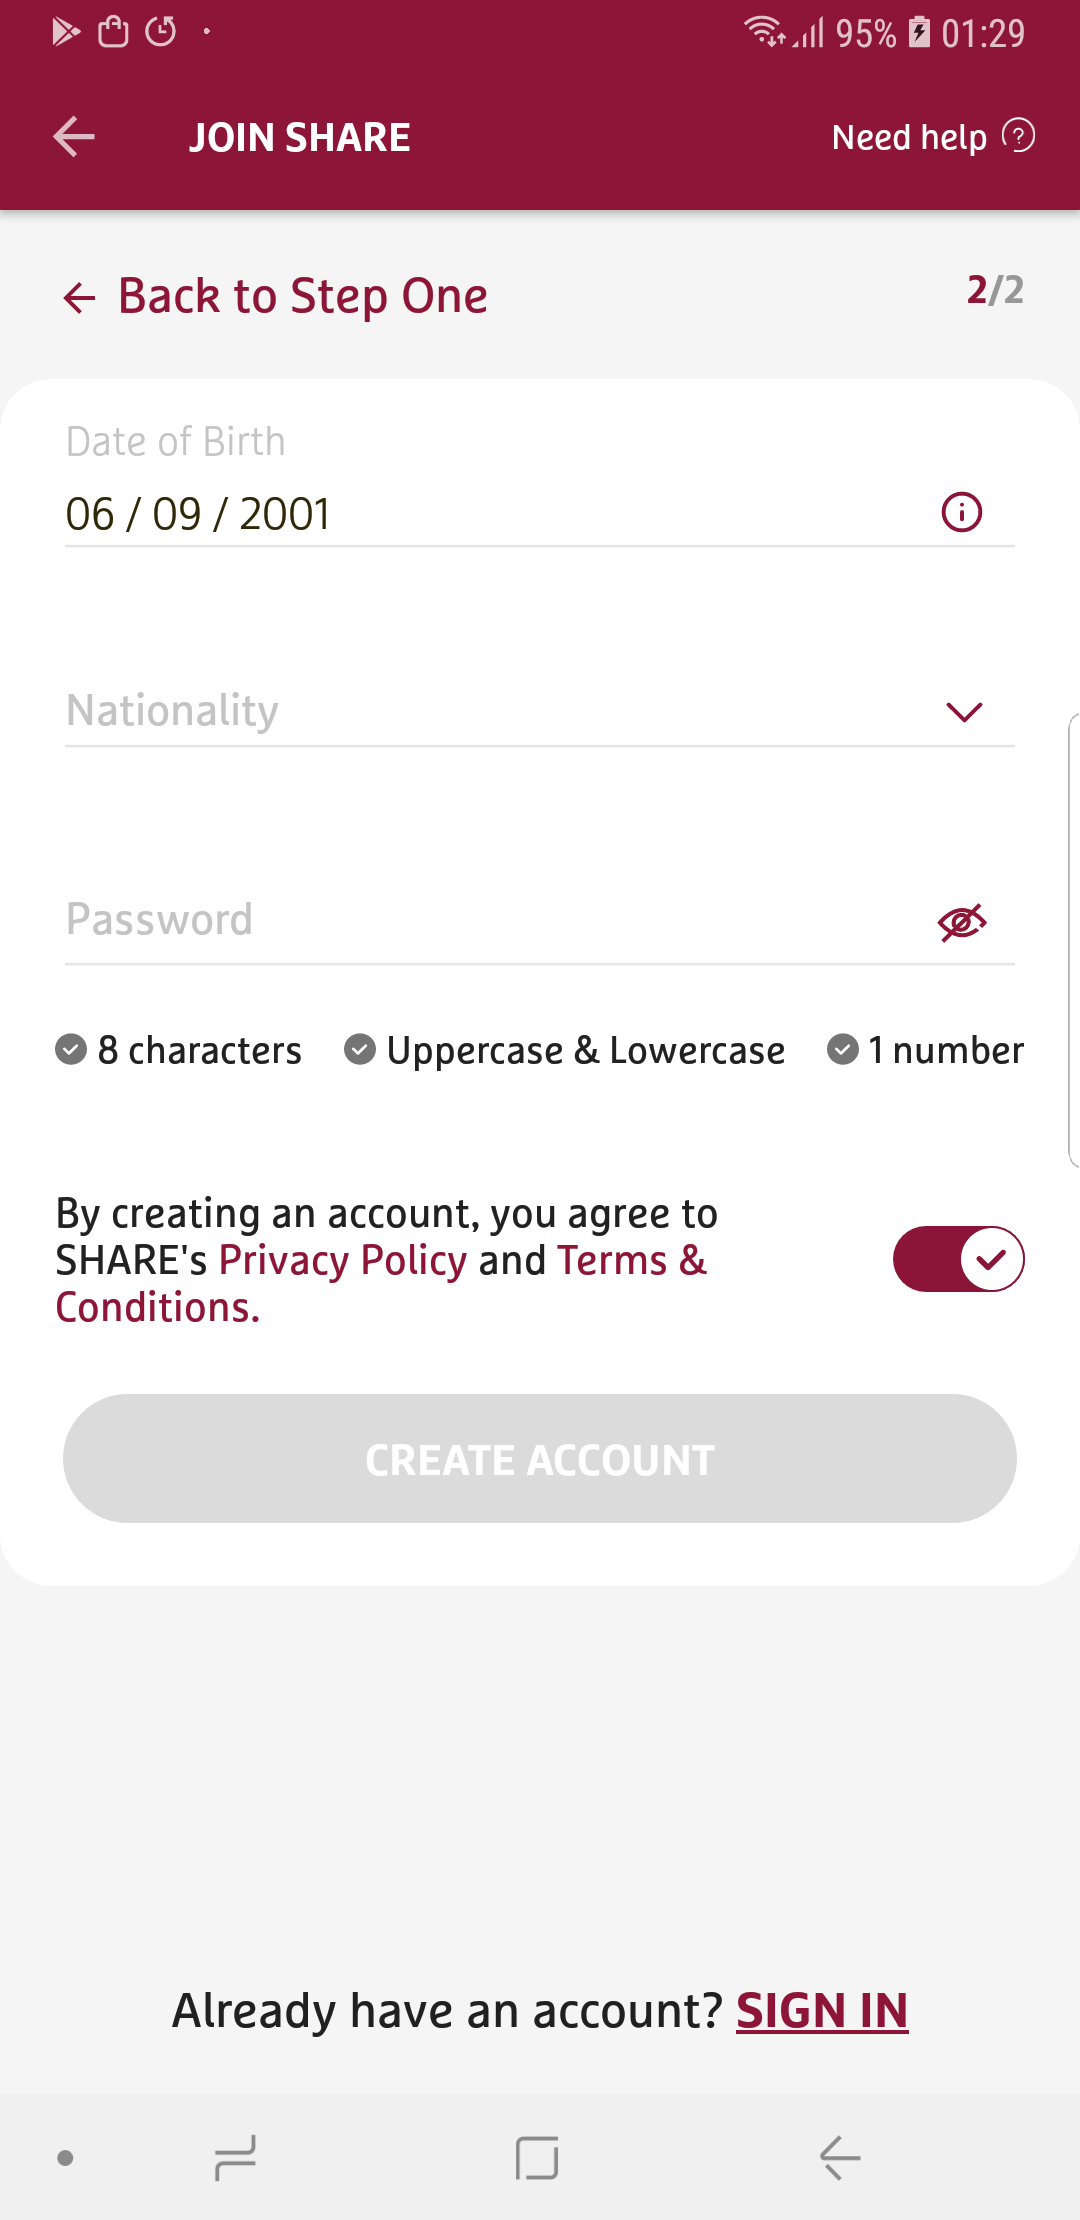 95% 01:29
JOIN SHARE
Need help ?
Back to Step One
2/2
Date of Birth
06 / 09 / 2001
Nationality
Password
8 characters
Uppercase & Lowercase
1 number
By creating an account, you agree to
SHARE's Privacy Policy and Terms &
Conditions.
CREATE ACCOUNT
Already have an account? SIGN IN